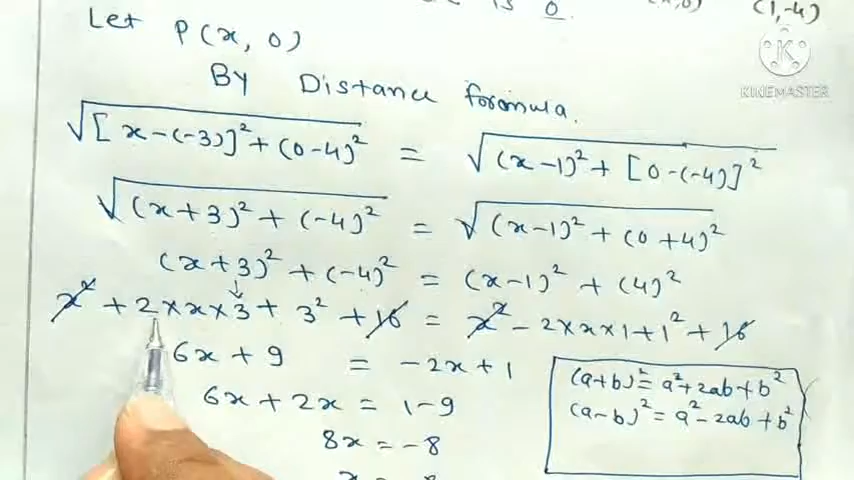 is 0
(1,-4)
Let P(x, 0)
KINEMASTER
By Distance formula.
√[x-(-3)]²+(0-4)² = √(x-1)²+[0-(-4)]²
√(x+3)²+(-4)² = √(x-1)²+(0+4)²
(x+3)²+(-4)² = (x-1)²+(4)²
x²+2×x×3+3²+16 = x²-2×x×1+1²+16
6x+9 = -2x+1
(a+b)²=a²+2ab+b²
6x+2x = 1-9
(a-b)²=a²-2ab+b²
8x=-8